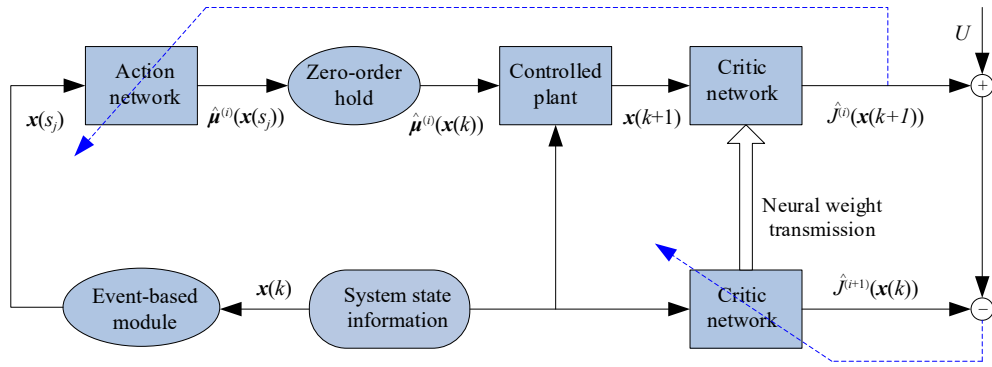 U
Action
network
Zero-order
hold
Controlled
plant
Critic
network
+
x(s_j)
μ̂^(i)(x(s_j))
μ̂^(i)(x(k))
x(k+1)
Ĵ^(i)(x(k+1))
Neural weight
transmission
Event-based
module
x(k)
System state
information
Critic
network
Ĵ^(i+1)(x(k))
−